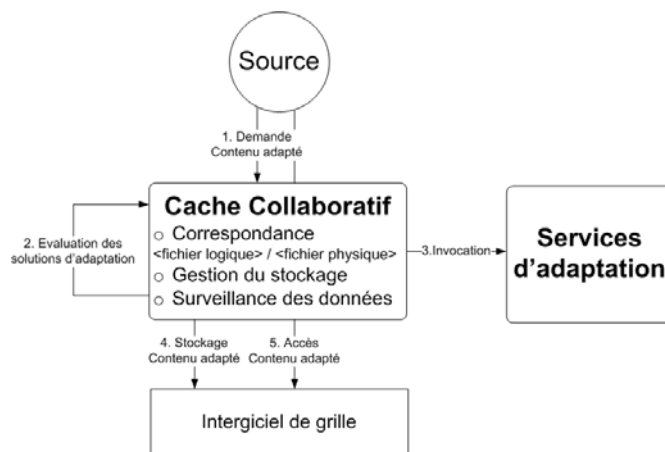 Source
1. Demande
Contenu adapté
Cache Collaboratif
Correspondance
<fichier logique> / <fichier physique>
Gestion du stockage
Surveillance des données
2. Evaluation des
solutions d'adaptation
3.Invocation
Services
d'adaptation
4. Stockage
Contenu adapté
5. Accès
Contenu adapté
Intergiciel de grille